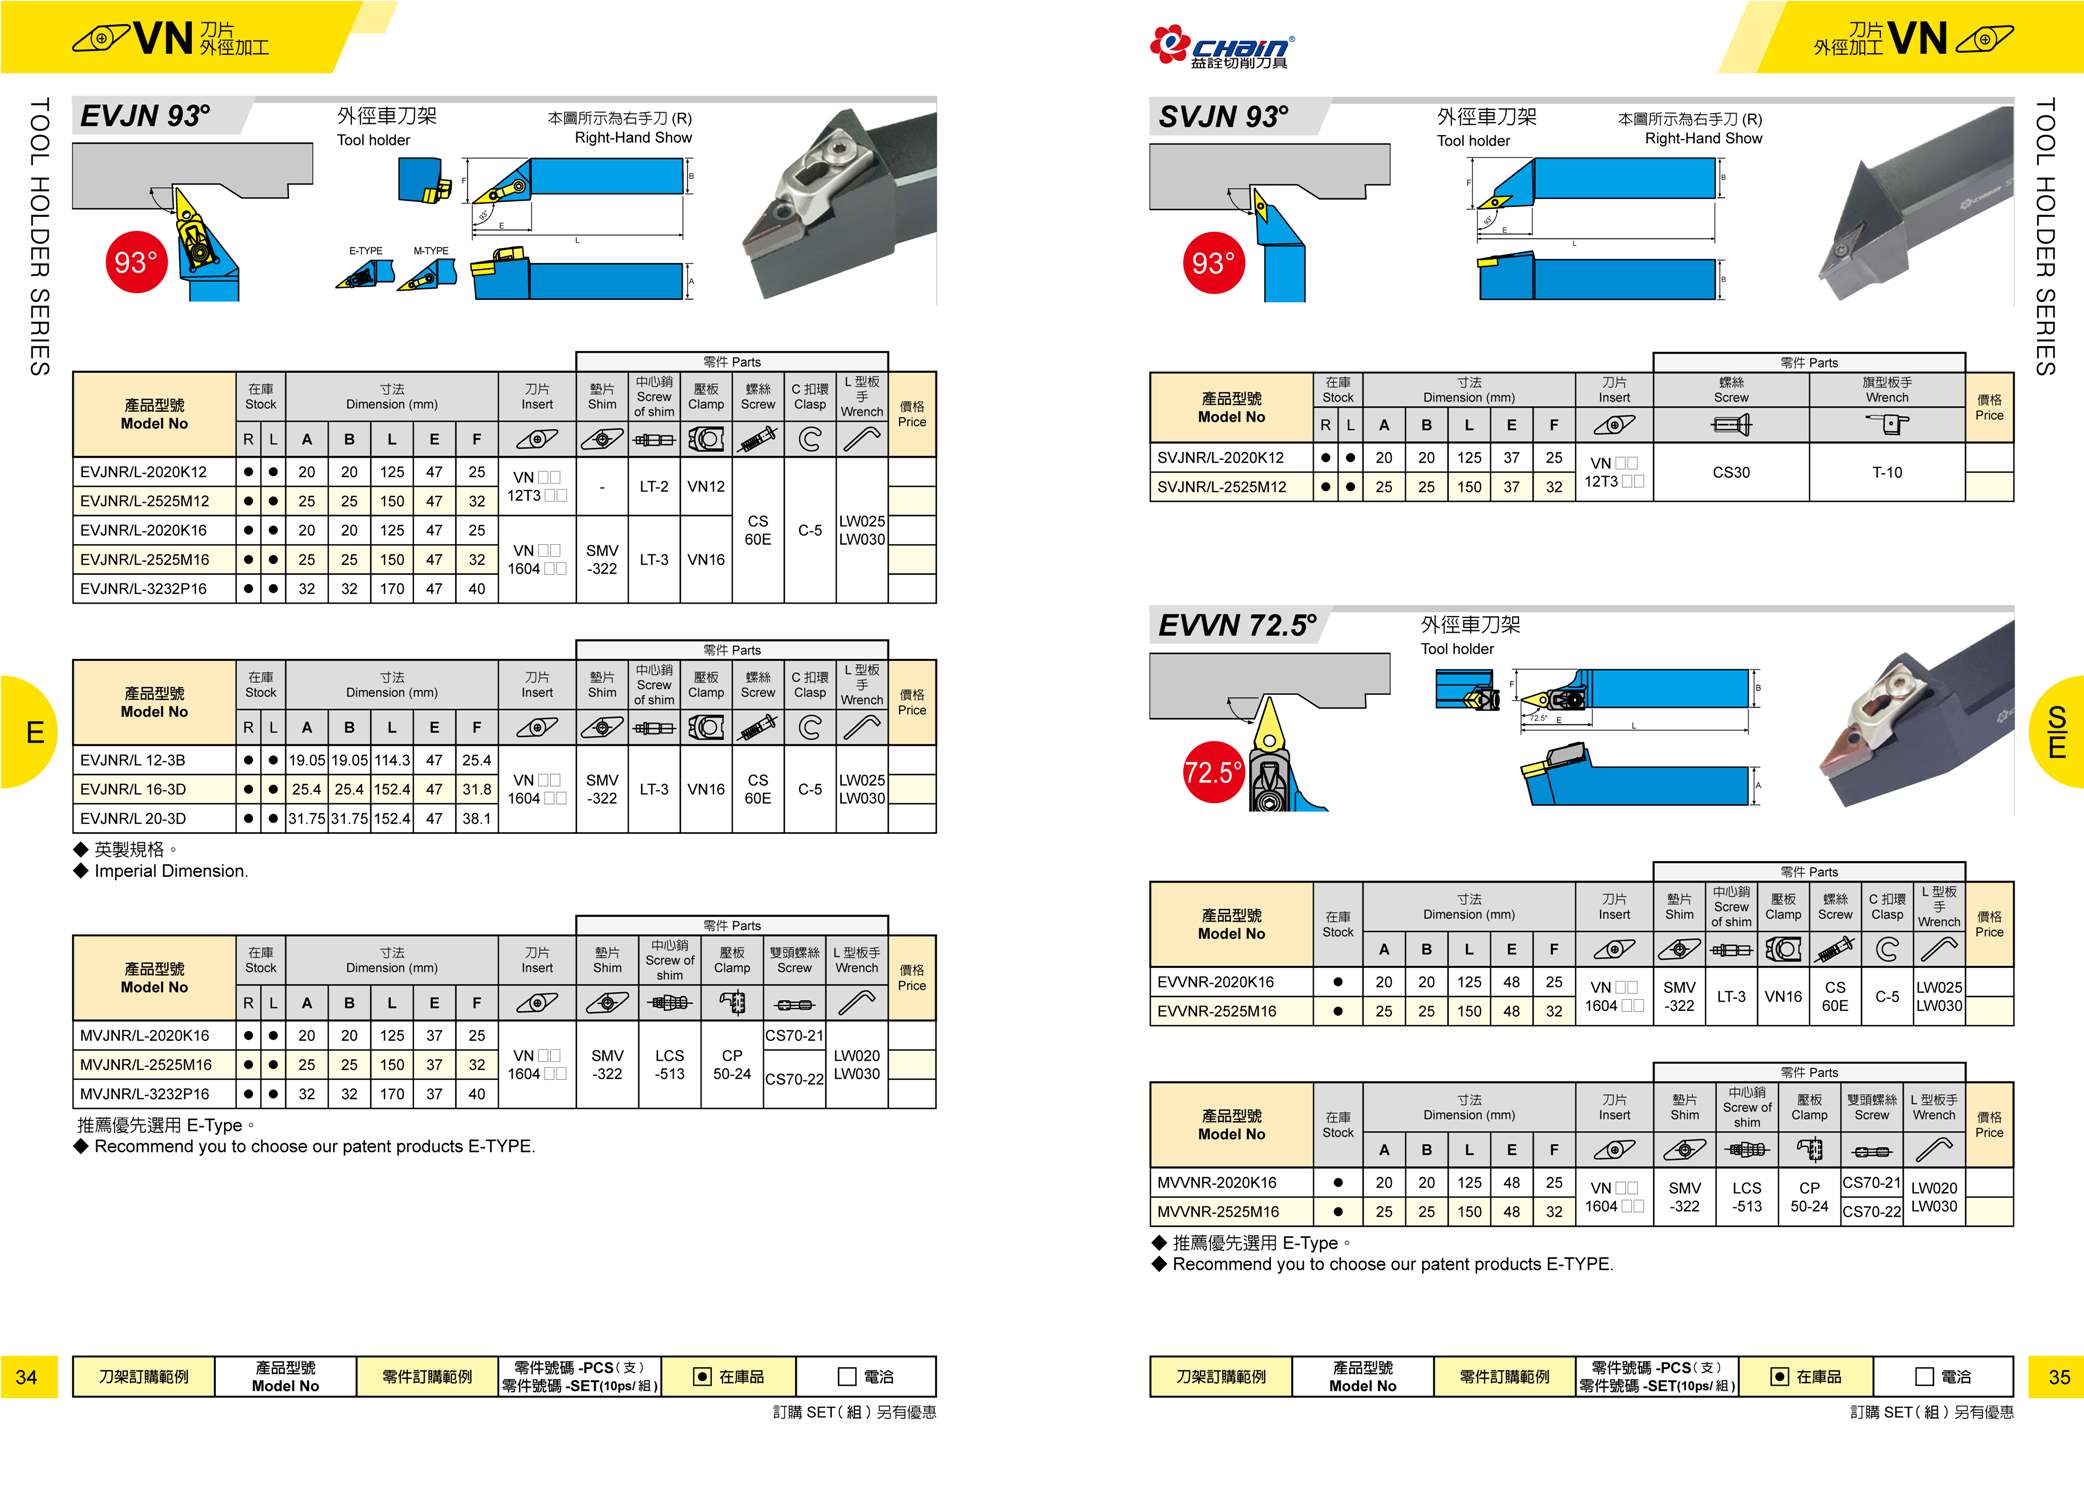 VN 刀片
外徑加工
TOOL HOLDER SERIES
E
EVJN 93°
外徑車刀架
Tool holder
本圖所示為右手刀 (R)
Right-Hand Show
93°
E-TYPE M-TYPE
F 93° E L B A
零件 Parts
產品型號 Model No 在庫 Stock 寸法 Dimension (mm) 刀片 Insert 墊片 Shim 中心銷 Screw of shim 壓板 Clamp 螺絲 Screw C 扣環 Clasp L 型板手 Wrench 價格 Price
R L A B L E F
EVJNR/L-2020K12 ● ● 20 20 125 47 25 VN □□ 12T3 □□ - LT-2 VN12 CS 60E C-5 LW025 LW030
EVJNR/L-2525M12 ● ● 25 25 150 47 32
EVJNR/L-2020K16 ● ● 20 20 125 47 25 VN □□ 1604 □□ SMV -322 LT-3 VN16
EVJNR/L-2525M16 ● ● 25 25 150 47 32
EVJNR/L-3232P16 ● ● 32 32 170 47 40
零件 Parts
產品型號 Model No 在庫 Stock 寸法 Dimension (mm) 刀片 Insert 墊片 Shim 中心銷 Screw of shim 壓板 Clamp 螺絲 Screw C 扣環 Clasp L 型板手 Wrench 價格 Price
R L A B L E F
EVJNR/L 12-3B ● ● 19.05 19.05 114.3 47 25.4 VN □□ 1604 □□ SMV -322 LT-3 VN16 CS 60E C-5 LW025 LW030
EVJNR/L 16-3D ● ● 25.4 25.4 152.4 47 31.8
EVJNR/L 20-3D ● ● 31.75 31.75 152.4 47 38.1
◆ 英製規格。
◆ Imperial Dimension.
零件 Parts
產品型號 Model No 在庫 Stock 寸法 Dimension (mm) 刀片 Insert 墊片 Shim 中心銷 Screw of shim 壓板 Clamp 雙頭螺絲 Screw L 型板手 Wrench 價格 Price
R L A B L E F
MVJNR/L-2020K16 ● ● 20 20 125 37 25 VN □□ 1604 □□ SMV -322 LCS -513 CP 50-24 CS70-21 LW020 LW030
MVJNR/L-2525M16 ● ● 25 25 150 37 32 CS70-22
MVJNR/L-3232P16 ● ● 32 32 170 37 40
推薦優先選用 E-Type。
◆ Recommend you to choose our patent products E-TYPE.
34
刀架訂購範例 產品型號 Model No 零件訂購範例 零件號碼 -PCS（支） 零件號碼 -SET(10ps/ 組) ● 在庫品 □ 電洽
訂購 SET（組）另有優惠
eCHain®
益詮切削刀具
刀片
外徑加工 VN
TOOL HOLDER SERIES
S/E
SVJN 93°
外徑車刀架
Tool holder
本圖所示為右手刀 (R)
Right-Hand Show
93°
F 93° E L B B
零件 Parts
產品型號 Model No 在庫 Stock 寸法 Dimension (mm) 刀片 Insert 螺絲 Screw 旗型板手 Wrench 價格 Price
R L A B L E F
SVJNR/L-2020K12 ● ● 20 20 125 37 25 VN □□ 12T3 □□ CS30 T-10
SVJNR/L-2525M12 ● ● 25 25 150 37 32
EVVN 72.5°
外徑車刀架
Tool holder
72.5°
F 72.5° E L B A
零件 Parts
產品型號 Model No 在庫 Stock 寸法 Dimension (mm) 刀片 Insert 墊片 Shim 中心銷 Screw of shim 壓板 Clamp 螺絲 Screw C 扣環 Clasp L 型板手 Wrench 價格 Price
A B L E F
EVVNR-2020K16 ● 20 20 125 48 25 VN □□ 1604 □□ SMV -322 LT-3 VN16 CS 60E C-5 LW025 LW030
EVVNR-2525M16 ● 25 25 150 48 32
零件 Parts
產品型號 Model No 在庫 Stock 寸法 Dimension (mm) 刀片 Insert 墊片 Shim 中心銷 Screw of shim 壓板 Clamp 雙頭螺絲 Screw L 型板手 Wrench 價格 Price
A B L E F
MVVNR-2020K16 ● 20 20 125 48 25 VN □□ 1604 □□ SMV -322 LCS -513 CP 50-24 CS70-21 LW020 LW030
MVVNR-2525M16 ● 25 25 150 48 32 CS70-22
◆ 推薦優先選用 E-Type。
◆ Recommend you to choose our patent products E-TYPE.
刀架訂購範例 產品型號 Model No 零件訂購範例 零件號碼 -PCS（支） 零件號碼 -SET(10ps/ 組) ● 在庫品 □ 電洽
35
訂購 SET（組）另有優惠